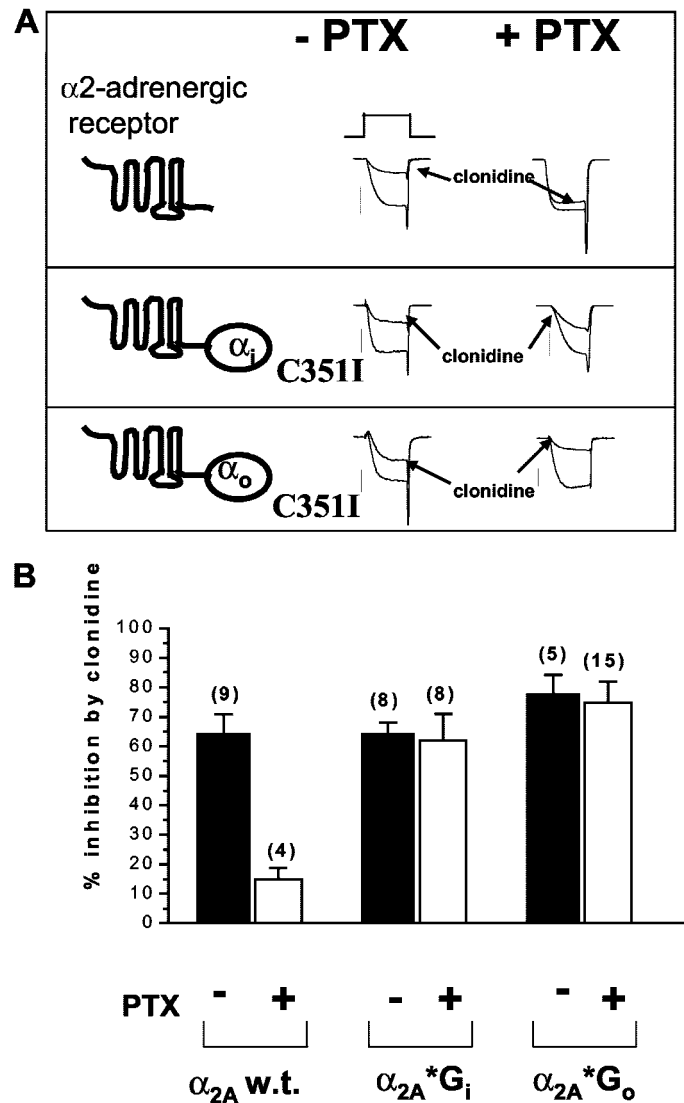 A
- PTX + PTX
α2-adrenergic
receptor
clonidine
αi
C351I
clonidine
αo
C351I
clonidine
B
% inhibition by clonidine
100
90
80
70
60
50
40
30
20
10
0
(9)
(4)
(8)
(8)
(5)
(15)
PTX - + - + - +
α2A w.t. α2A*Gi α2A*Go